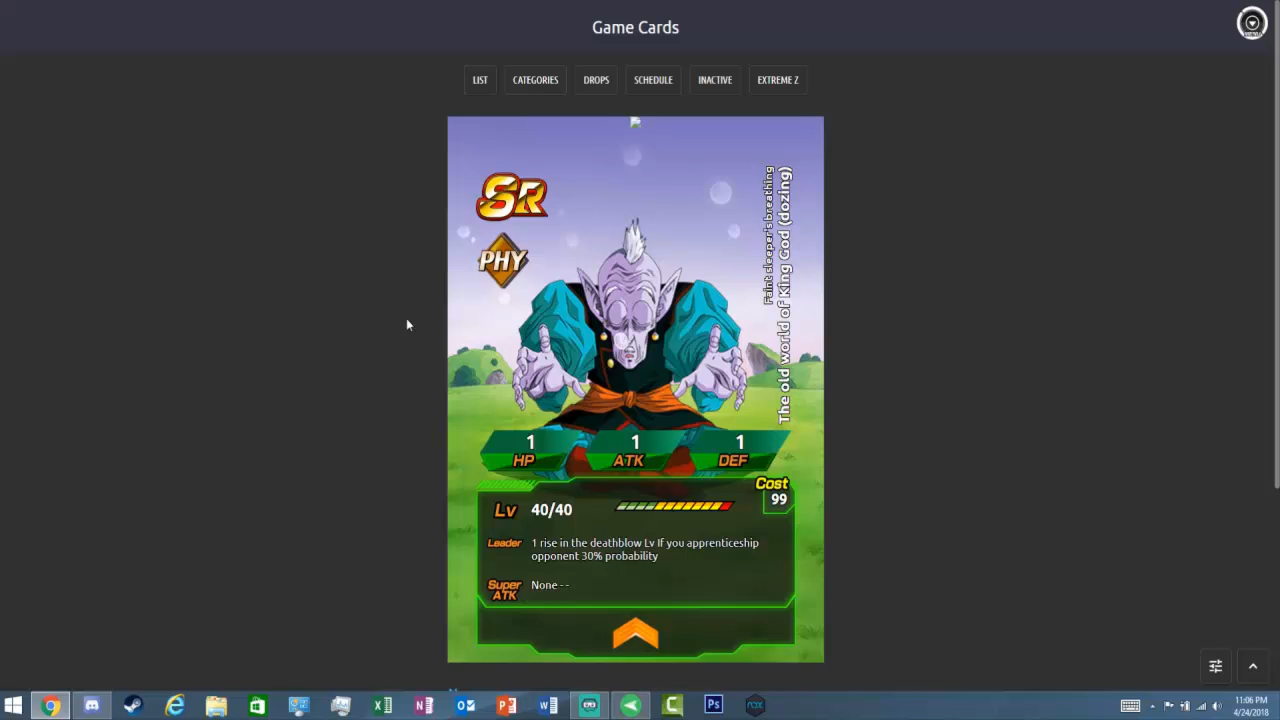 Game Cards
MENU
LIST
CATEGORIES
DROPS
SCHEDULE
INACTIVE
EXTREME Z
SR
PHY
Faint sleeper's breathing
The old world of King God (dozing)
1
HP
1
ATK
1
DEF
Cost
99
Lv
40/40
Leader
1 rise in the deathblow Lv If you apprenticeship
opponent 30% probability
Super
ATK
None--
11:06 PM
4/24/2018